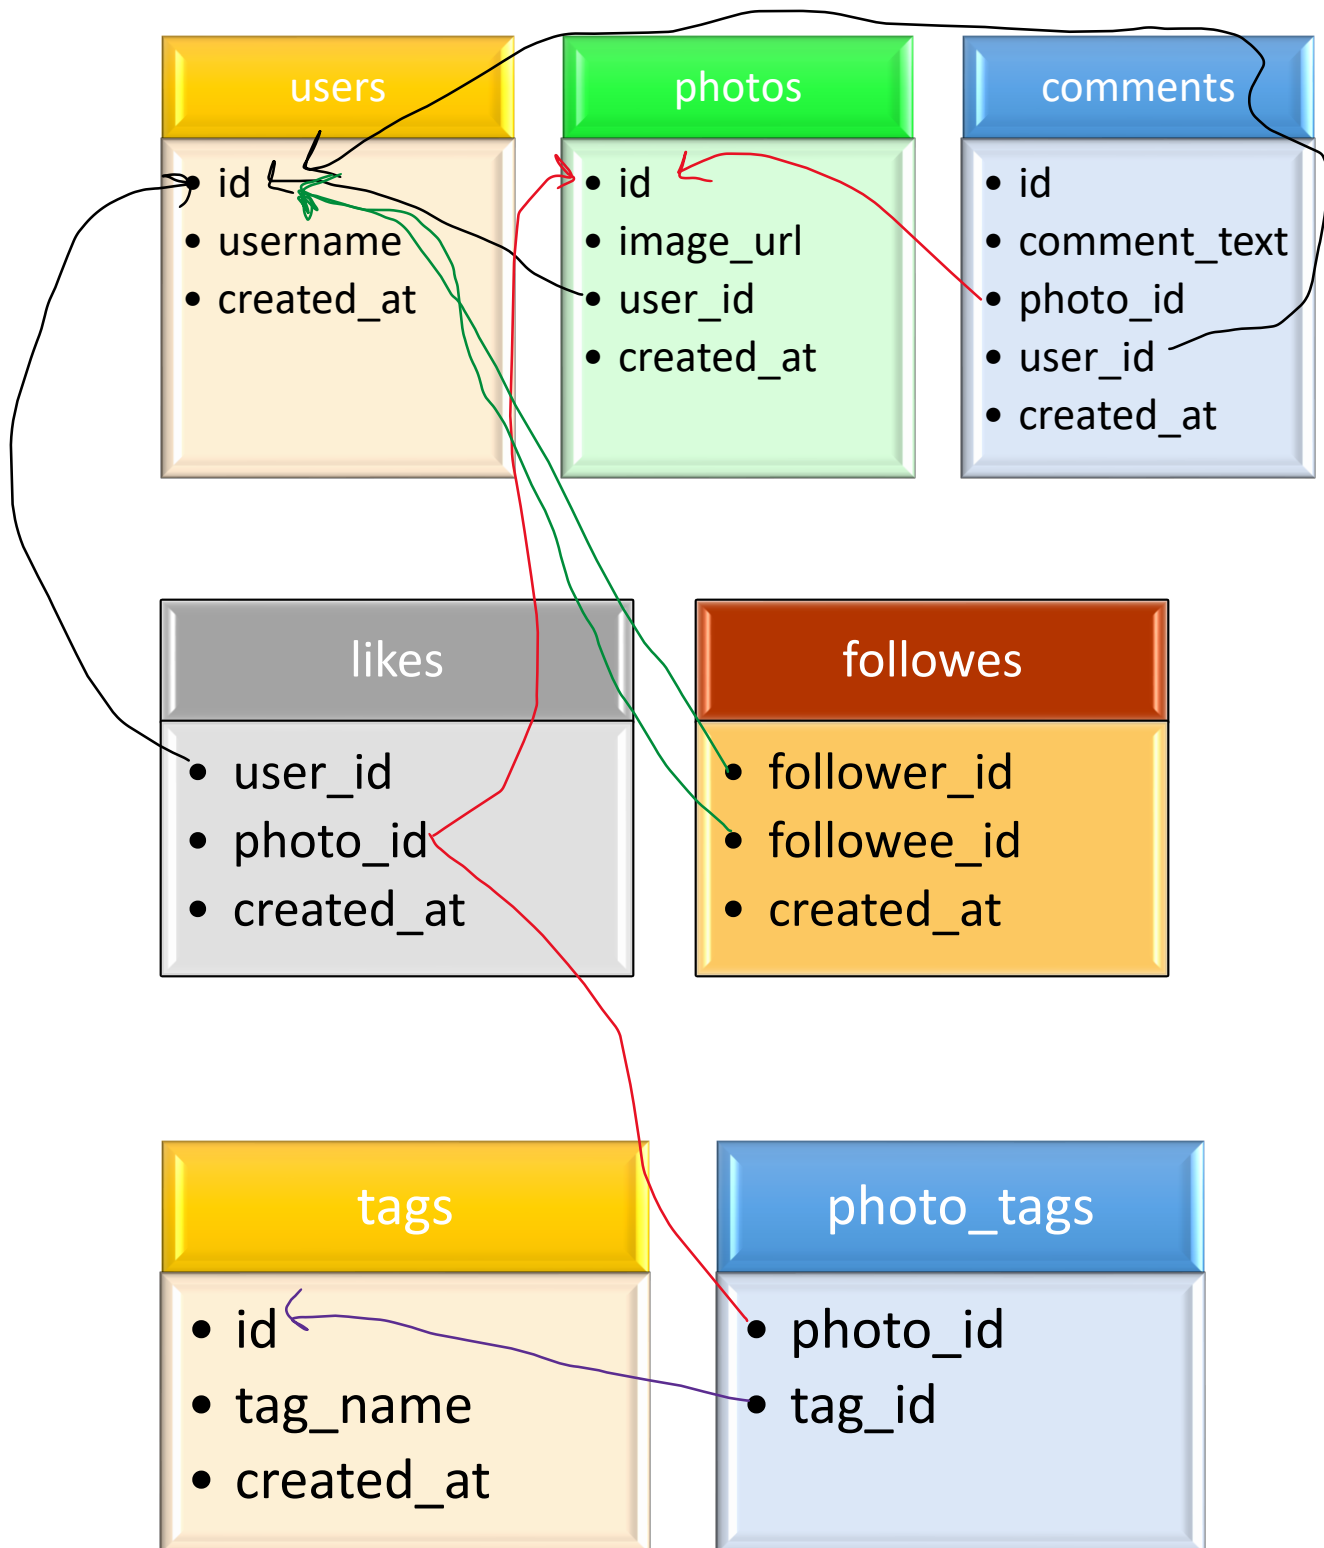 users
• id
• username
• created_at
photos
• id
• image_url
• user_id
• created_at
comments
• id
• comment_text
• photo_id
• user_id
• created_at
likes
• user_id
• photo_id
• created_at
followes
• follower_id
• followee_id
• created_at
tags
• id
• tag_name
• created_at
photo_tags
• photo_id
• tag_id